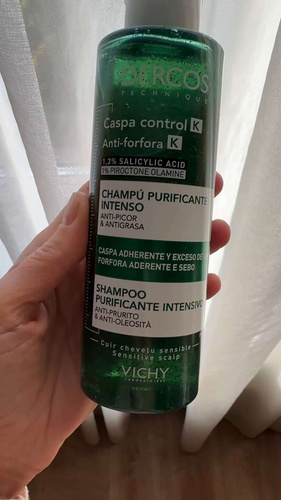 DERCOS
TECHNIQUE
Caspa control K
Anti-forfora K
1,3% SALICYLIC ACID
1% PIROCTONE OLAMINE
CHAMPÚ PURIFICANTE
INTENSO
ANTI-PICOR
& ANTIGRASA
CASPA ADHERENTE Y EXCESO DE
FORFORA ADERENTE E SEBO
SHAMPOO
PURIFICANTE INTENSIVO
ANTI-PRURITO
& ANTI-OLEOSITÀ
Cuir chevelu sensible
Sensitive scalp
VICHY
LABORATOIRES